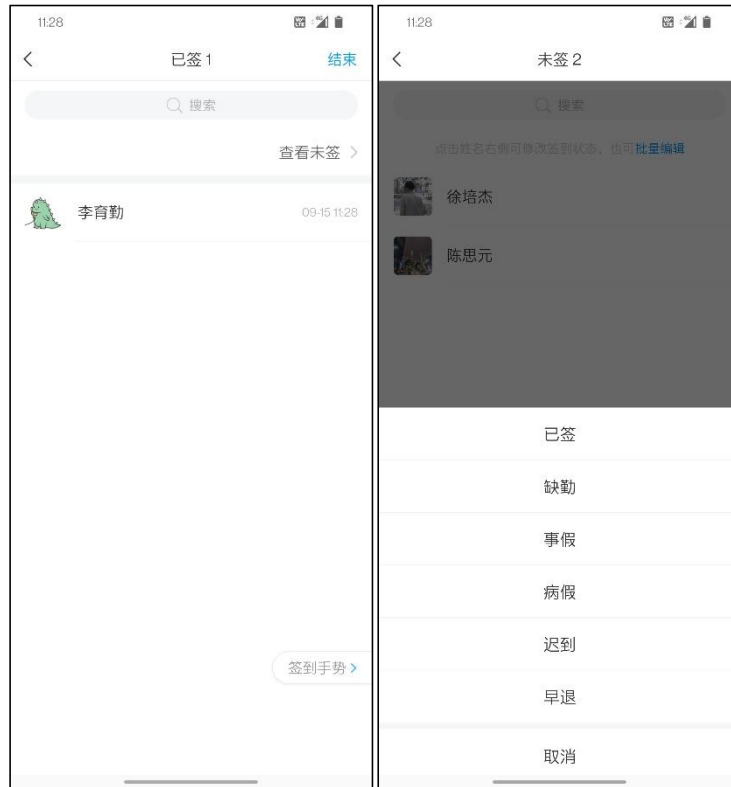 11:28
已签 1
结束
搜索
查看未签
李育勤
09-15 11:28
签到手势
11:28
未签 2
搜索
点击姓名右侧可修改签到状态，也可批量编辑
徐培杰
陈思元
已签
缺勤
事假
病假
迟到
早退
取消